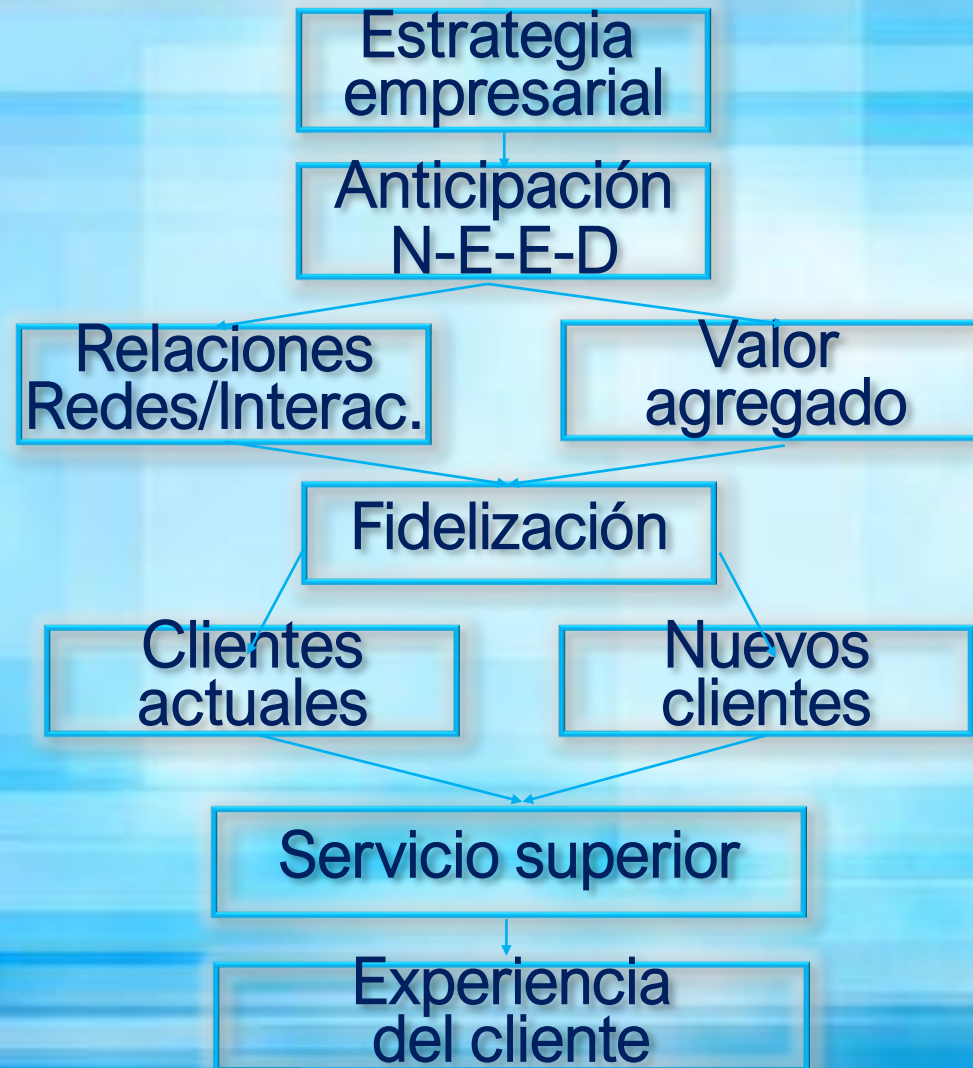 Estrategia
empresarial
Anticipación
N-E-E-D
Relaciones
Redes/Interac.
Valor
agregado
Fidelización
Clientes
actuales
Nuevos
clientes
Servicio superior
Experiencia
del cliente